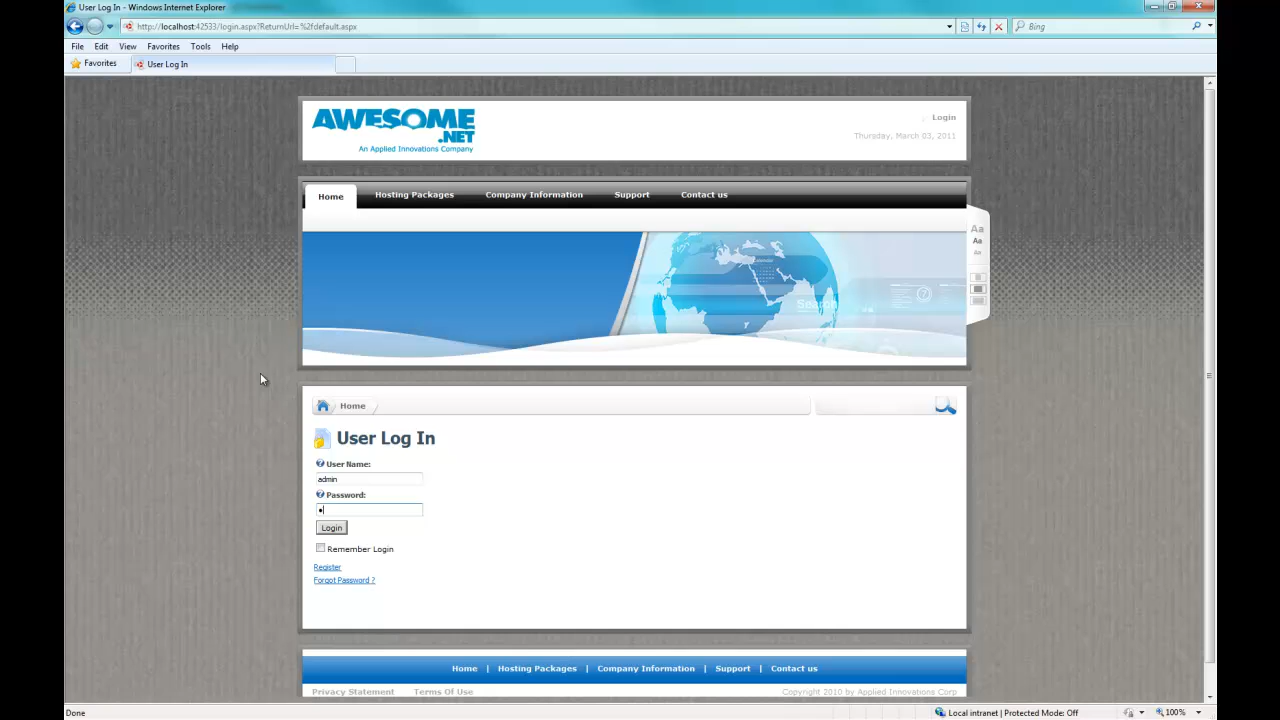 User Log In - Windows Internet Explorer
http://localhost:42533/login.aspx?ReturnUrl=%2fdefault.aspx
Bing
File Edit View Favorites Tools Help
Favorites User Log In
AWESOME
.NET
An Applied Innovations Company
Login
Thursday, March 03, 2011
Home Hosting Packages Company Information Support Contact us
Aa
Aa
Aa
Search
Home
User Log In
User Name:
admin
Password:
Login
Remember Login
Register
Forgot Password ?
Home | Hosting Packages | Company Information | Support | Contact us
Privacy Statement Terms Of Use Copyright 2010 by Applied Innovations Corp
Done Local intranet | Protected Mode: Off 100%